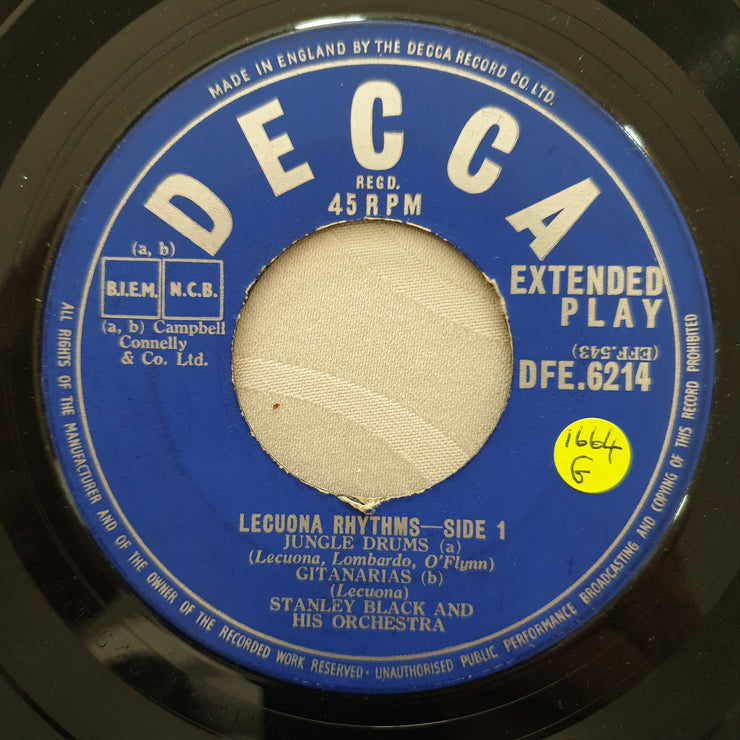 MADE IN ENGLAND BY THE DECCA RECORD CO. LTD.
DECCA
REGD.
45 RPM
(a, b)
B.I.E.M. N.C.B.
(a, b) Campbell
Connelly
& Co. Ltd.
EXTENDED
PLAY
(EFF.543)
DFE.6214
1664
G
LECUONA RHYTHMS—SIDE 1
JUNGLE DRUMS (a)
(Lecuona, Lombardo, O'Flynn)
GITANARIAS (b)
(Lecuona)
STANLEY BLACK AND
HIS ORCHESTRA
ALL RIGHTS OF THE MANUFACTURER AND OF THE OWNER OF THE RECORDED WORK RESERVED · UNAUTHORISED PUBLIC PERFORMANCE BROADCASTING AND COPYING OF THIS RECORD PROHIBITED